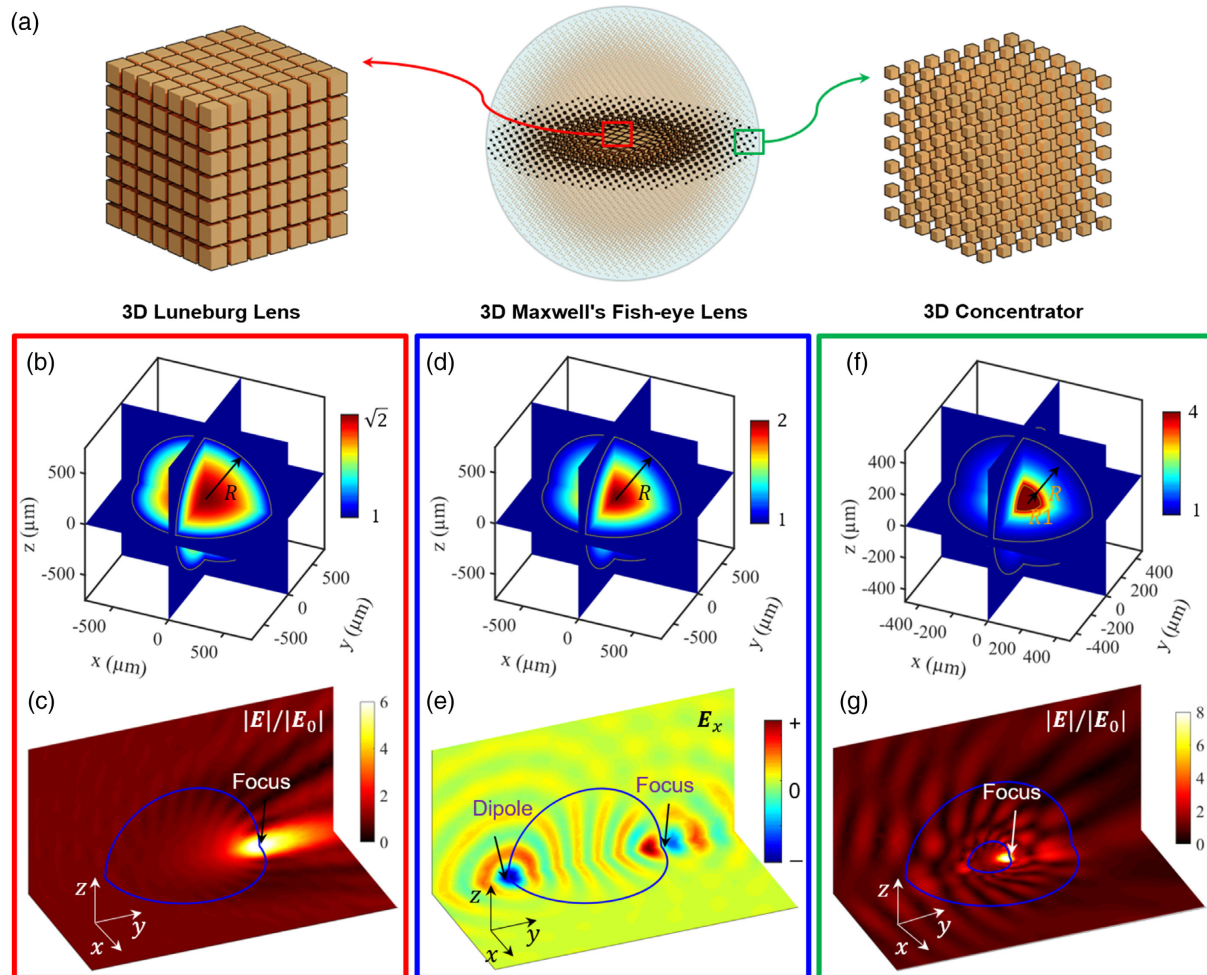 (a)
3D Luneburg Lens
3D Maxwell's Fish-eye Lens
3D Concentrator
(b)
√2
1
R
500
0
-500
z (μm)
-500
0
500
x (μm)
500
0
-500
y (μm)
(d)
2
1
R
500
0
-500
z (μm)
-500
0
500
x (μm)
500
0
-500
y (μm)
(f)
4
1
R
R1
400
200
0
-200
-400
z (μm)
-400
-200
0
200
400
x (μm)
400
200
0
-200
-400
y (μm)
(c)
|E|/|E₀|
6
4
2
0
Focus
z
y
x
(e)
Eₓ
+
0
−
Dipole
Focus
z
y
x
(g)
|E|/|E₀|
8
6
4
2
0
Focus
z
y
x